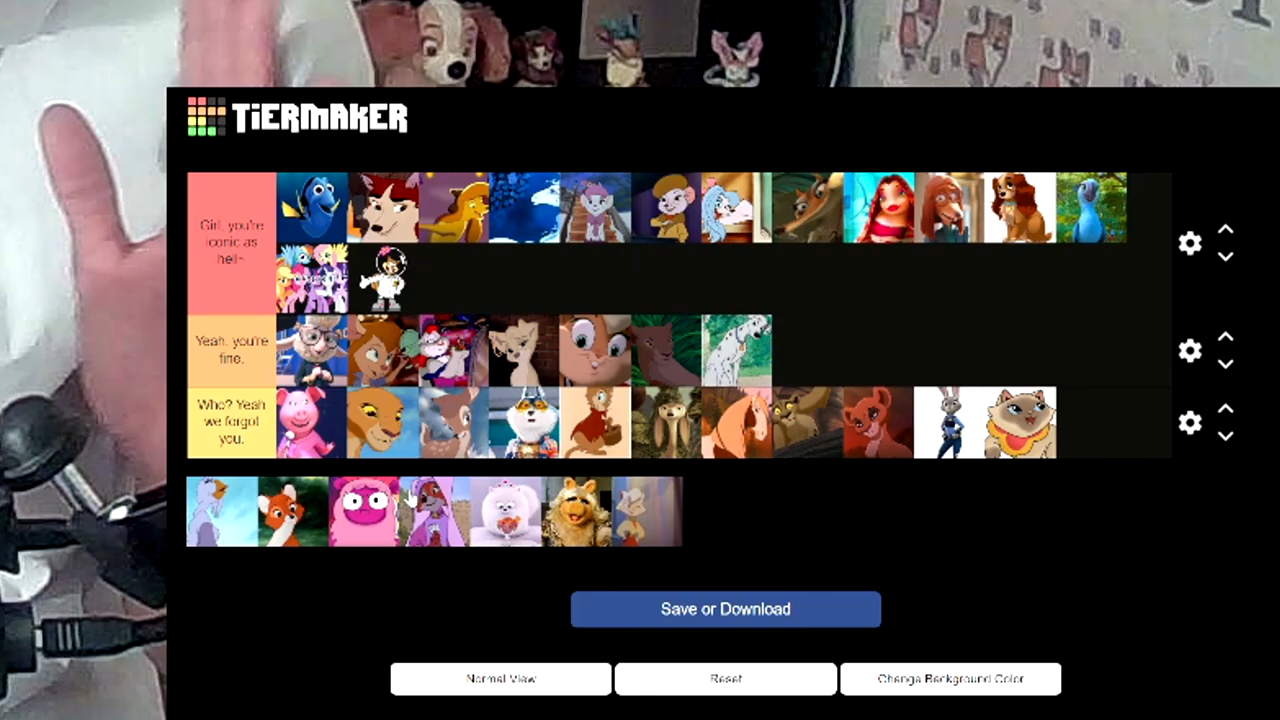 TiERMAKER
Girl, you're
iconic as
hell~
Yeah, you're
fine.
Who? Yeah
we forgot
you.
Save or Download
Normal View
Reset
Change Background Color